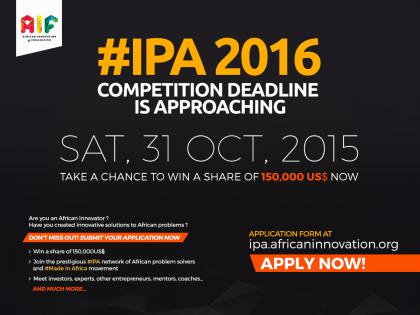 AIF
AFRICAN INNOVATION
FOUNDATION
#IPA 2016
COMPETITION DEADLINE
IS APPROACHING
SAT, 31 OCT, 2015
TAKE A CHANCE TO WIN A SHARE OF 150,000 US$ NOW
Are you an African Innovator ?
Have you created innovative solutions to African problems ?
DON'T MISS OUT! SUBMIT YOUR APPLICATION NOW
Win a share of 150,000US$
Join the prestigious #IPA network of African problem solvers
and #Made in Africa movement
Meet investors, experts, other entrepreneurs, mentors, coaches...
AND MUCH MORE...
APPLICATION FORM AT
ipa.africaninnovation.org
APPLY NOW!